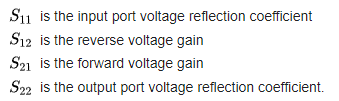 S₁₁ is the input port voltage reflection coefficient
S₁₂ is the reverse voltage gain
S₂₁ is the forward voltage gain
S₂₂ is the output port voltage reflection coefficient.